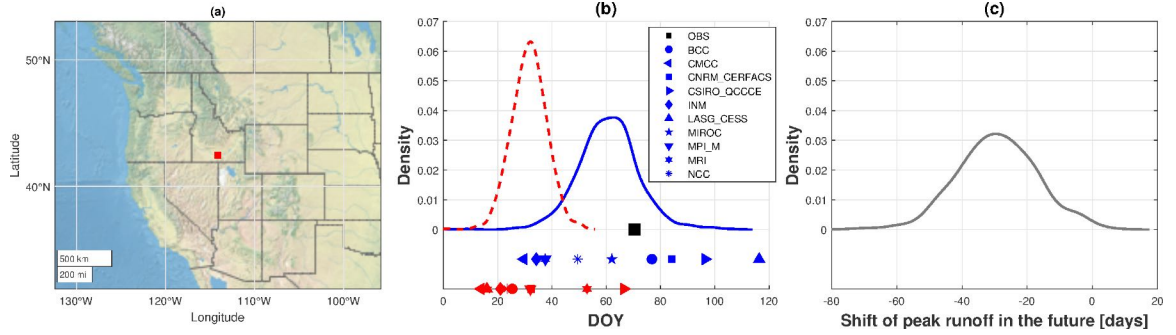 (a)
50°N
40°N
Latitude
500 km
200 mi
130°W 120°W 110°W 100°W
Longitude
(b)
0.07
0.06
0.05
0.04
0.03
0.02
0.01
0
Density
OBS
BCC
CMCC
CNRM_CERFACS
CSIRO_QCCCE
INM
LASG_CESS
MIROC
MPI_M
MRI
NCC
0 20 40 60 80 100 120
DOY
(c)
0.07
0.06
0.05
0.04
0.03
0.02
0.01
0
Density
-80 -60 -40 -20 0 20
Shift of peak runoff in the future [days]